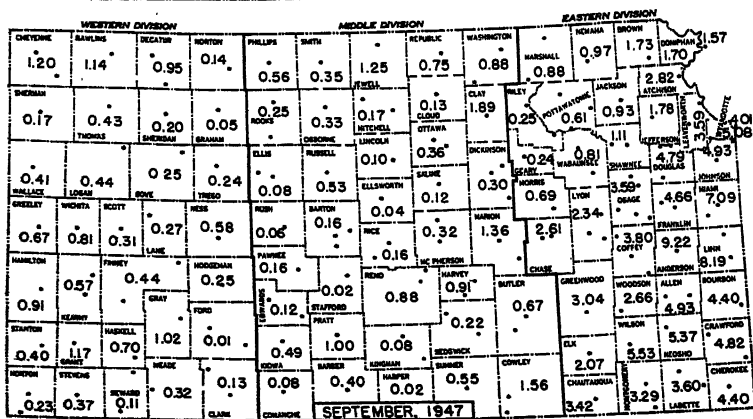 WESTERN DIVISION MIDDLE DIVISION EASTERN DIVISION
CHEYENNE RAWLINS DECATUR NORTON PHILLIPS SMITH JEWELL REPUBLIC WASHINGTON MARSHALL NEMAHA BROWN DONIPHAN
1.20 1.14 0.95 0.14 0.56 0.35 1.25 0.75 0.88 0.88 0.97 1.73 1.70 1.57
SHERMAN THOMAS SHERIDAN GRAHAM ROOKS OSBORNE MITCHELL CLOUD CLAY RILEY POTTAWATOMIE JACKSON ATCHISON
0.17 0.43 0.20 0.05 0.25 0.33 0.17 0.13 1.89 0.25 0.61 0.93 2.82
LINCOLN OTTAWA JEFFERSON LEAVENWORTH WYANDOTTE
0.10 0.36 1.11 1.78 3.59
WALLACE LOGAN GOVE TREGO ELLIS RUSSELL ELLSWORTH SALINE DICKINSON GEARY WABAUNSEE SHAWNEE DOUGLAS JOHNSON
0.41 0.44 0.25 0.24 0.08 0.53 0.04 0.12 0.30 0.24 0.81 3.59 4.79 4.93
GREELEY WICHITA SCOTT LANE NESS RUSH BARTON RICE MC PHERSON MARION MORRIS CHASE LYON OSAGE FRANKLIN MIAMI
0.67 0.81 0.31 0.27 0.58 0.16 0.16 0.32 1.36 0.69 2.61 2.34 4.66 7.09
HAMILTON KEARNY FINNEY HODGEMAN PAWNEE STAFFORD RENO HARVEY BUTLER GREENWOOD COFFEY ANDERSON LINN
0.91 0.57 0.44 0.25 0.16 0.02 0.88 0.91 0.67 3.04 3.80 9.22 8.19
STANTON GRANT HASKELL GRAY FORD EDWARDS KIOWA PRATT KINGMAN SEDGWICK WOODSON ALLEN BOURBON
0.40 1.17 0.70 1.02 0.01 0.12 0.49 1.00 0.08 0.22 2.66 4.93 4.40
ELK WILSON NEOSHO CRAWFORD
2.07 5.53 5.37 4.82
MORTON STEVENS SEWARD MEADE CLARK COMANCHE BARBER HARPER SUMNER COWLEY CHAUTAUQUA MONTGOMERY LABETTE CHEROKEE
0.23 0.37 0.11 0.32 0.13 0.08 0.40 0.02 0.55 1.56 3.42 3.29 3.60 4.40
SEPTEMBER, 1947